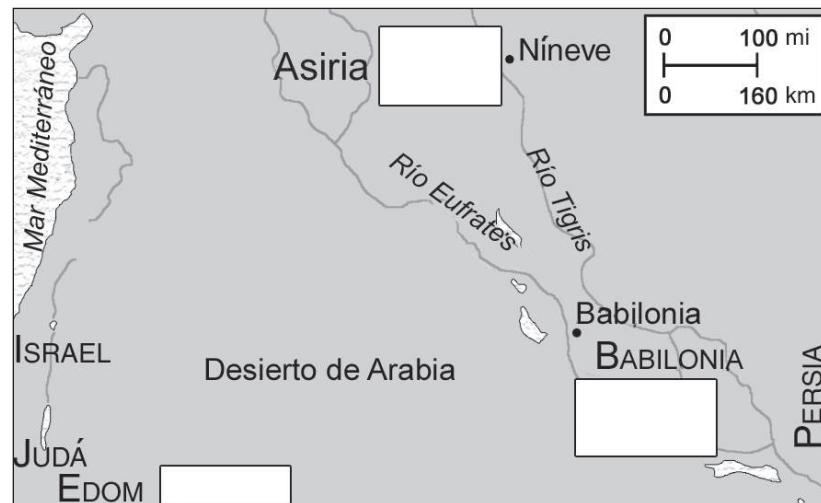 Mar Mediterráneo
Asiria
Níneve
0 100 mi
0 160 km
Río Eufrates
Río Tigris
Babilonia
BABILONIA
ISRAEL
Desierto de Arabia
PERSIA
JUDÁ
EDOM